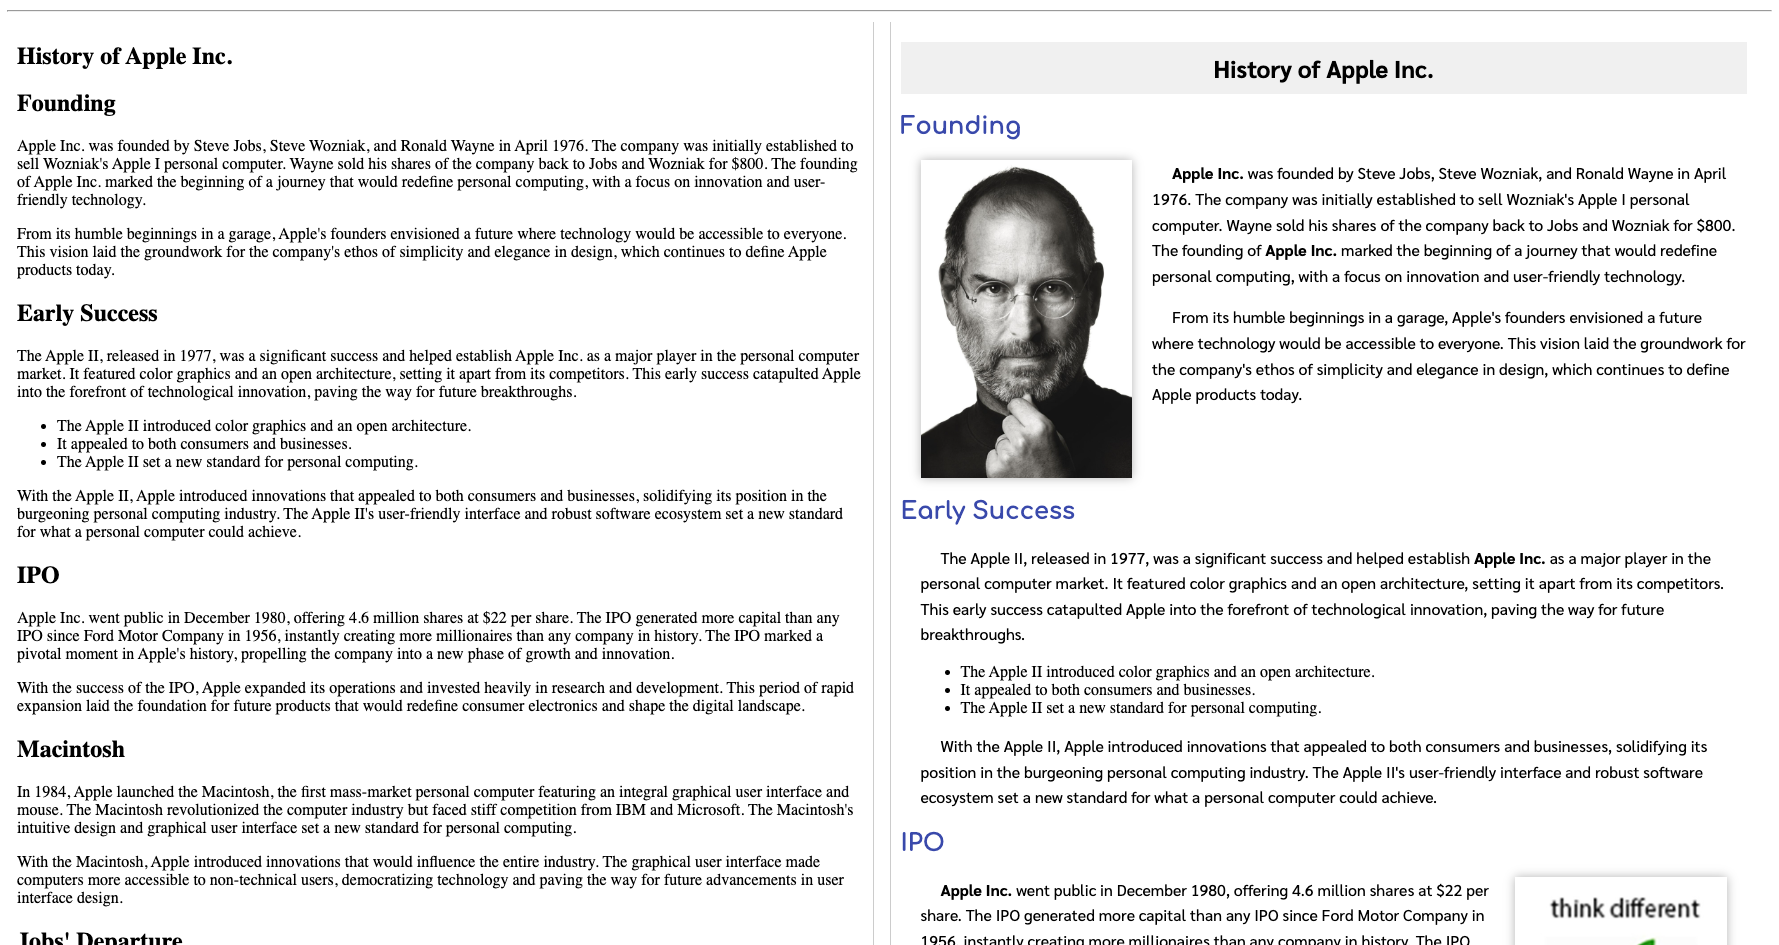 History of Apple Inc.
Founding
Apple Inc. was founded by Steve Jobs, Steve Wozniak, and Ronald Wayne in April 1976. The company was initially established to
sell Wozniak's Apple I personal computer. Wayne sold his shares of the company back to Jobs and Wozniak for $800. The founding
of Apple Inc. marked the beginning of a journey that would redefine personal computing, with a focus on innovation and user-
friendly technology.
From its humble beginnings in a garage, Apple's founders envisioned a future where technology would be accessible to everyone.
This vision laid the groundwork for the company's ethos of simplicity and elegance in design, which continues to define Apple
products today.
Early Success
The Apple II, released in 1977, was a significant success and helped establish Apple Inc. as a major player in the personal computer
market. It featured color graphics and an open architecture, setting it apart from its competitors. This early success catapulted Apple
into the forefront of technological innovation, paving the way for future breakthroughs.
• The Apple II introduced color graphics and an open architecture.
• It appealed to both consumers and businesses.
• The Apple II set a new standard for personal computing.
With the Apple II, Apple introduced innovations that appealed to both consumers and businesses, solidifying its position in the
burgeoning personal computing industry. The Apple II's user-friendly interface and robust software ecosystem set a new standard
for what a personal computer could achieve.
IPO
Apple Inc. went public in December 1980, offering 4.6 million shares at $22 per share. The IPO generated more capital than any
IPO since Ford Motor Company in 1956, instantly creating more millionaires than any company in history. The IPO marked a
pivotal moment in Apple's history, propelling the company into a new phase of growth and innovation.
With the success of the IPO, Apple expanded its operations and invested heavily in research and development. This period of rapid
expansion laid the foundation for future products that would redefine consumer electronics and shape the digital landscape.
Macintosh
In 1984, Apple launched the Macintosh, the first mass-market personal computer featuring an integral graphical user interface and
mouse. The Macintosh revolutionized the computer industry but faced stiff competition from IBM and Microsoft. The Macintosh's
intuitive design and graphical user interface set a new standard for personal computing.
With the Macintosh, Apple introduced innovations that would influence the entire industry. The graphical user interface made
computers more accessible to non-technical users, democratizing technology and paving the way for future advancements in user
interface design.
Jobs' Departure
History of Apple Inc.
Founding
Apple Inc. was founded by Steve Jobs, Steve Wozniak, and Ronald Wayne in April
1976. The company was initially established to sell Wozniak's Apple I personal
computer. Wayne sold his shares of the company back to Jobs and Wozniak for $800.
The founding of Apple Inc. marked the beginning of a journey that would redefine
personal computing, with a focus on innovation and user-friendly technology.
From its humble beginnings in a garage, Apple's founders envisioned a future
where technology would be accessible to everyone. This vision laid the groundwork for
the company's ethos of simplicity and elegance in design, which continues to define
Apple products today.
Early Success
The Apple II, released in 1977, was a significant success and helped establish Apple Inc. as a major player in the
personal computer market. It featured color graphics and an open architecture, setting it apart from its competitors.
This early success catapulted Apple into the forefront of technological innovation, paving the way for future
breakthroughs.
• The Apple II introduced color graphics and an open architecture.
• It appealed to both consumers and businesses.
• The Apple II set a new standard for personal computing.
With the Apple II, Apple introduced innovations that appealed to both consumers and businesses, solidifying its
position in the burgeoning personal computing industry. The Apple II's user-friendly interface and robust software
ecosystem set a new standard for what a personal computer could achieve.
IPO
Apple Inc. went public in December 1980, offering 4.6 million shares at $22 per
share. The IPO generated more capital than any IPO since Ford Motor Company in
1956, instantly creating more millionaires than any company in history. The IPO
think different